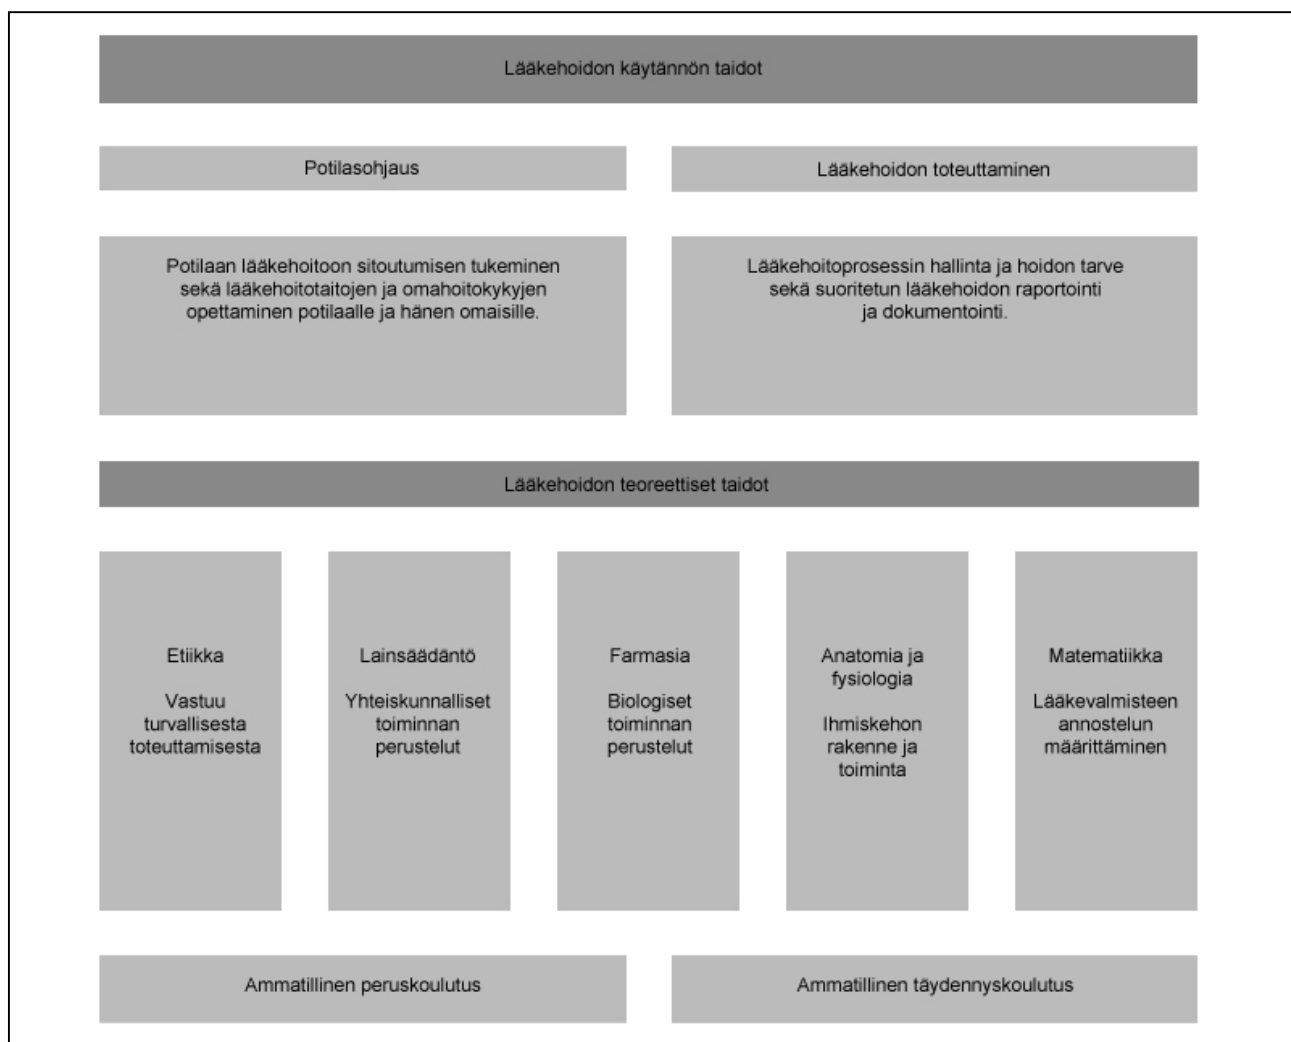 Lääkehoidon käytännön taidot
Potilasohjaus
Lääkehoidon toteuttaminen
Potilaan lääkehoitoon sitoutumisen tukeminen
sekä lääkehoitotaitojen ja omahoitokykyjen
opettaminen potilaalle ja hänen omaisille.
Lääkehoitoprosessin hallinta ja hoidon tarve
sekä suoritetun lääkehoidon raportointi
ja dokumentointi.
Lääkehoidon teoreettiset taidot
Etiikka
Vastuu
turvallisesta
toteuttamisesta
Lainsäädäntö
Yhteiskunnalliset
toiminnan
perustelut
Farmasia
Biologiset
toiminnan
perustelut
Anatomia ja
fysiologia
Ihmiskehon
rakenne ja
toiminta
Matematiikka
Lääkevalmisteen
annostelun
määrittäminen
Ammatillinen peruskoulutus
Ammatillinen täydennyskoulutus